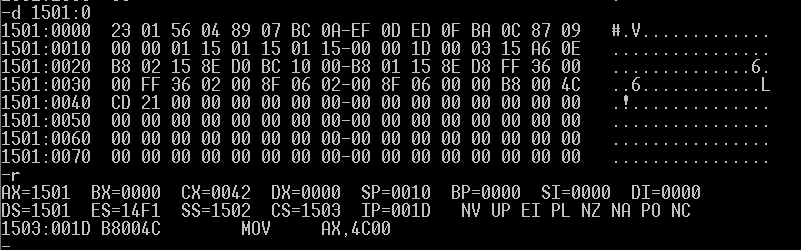 -d 1501:0
1501:0000 23 01 56 04 89 07 BC 0A-EF 0D ED 0F BA 0C 87 09 #.V.............
1501:0010 00 00 01 15 01 15 01 15-00 00 1D 00 03 15 A6 0E ................
1501:0020 B8 02 15 8E D0 BC 10 00-B8 01 15 8E D8 FF 36 00 ..............6.
1501:0030 00 FF 36 02 00 8F 06 02-00 8F 06 00 00 B8 00 4C ..6............L
1501:0040 CD 21 00 00 00 00 00 00-00 00 00 00 00 00 00 00 .!..............
1501:0050 00 00 00 00 00 00 00 00-00 00 00 00 00 00 00 00 ................
1501:0060 00 00 00 00 00 00 00 00-00 00 00 00 00 00 00 00 ................
1501:0070 00 00 00 00 00 00 00 00-00 00 00 00 00 00 00 00 ................
-r
AX=1501 BX=0000 CX=0042 DX=0000 SP=0010 BP=0000 SI=0000 DI=0000
DS=1501 ES=14F1 SS=1502 CS=1503 IP=001D NV UP EI PL NZ NA PO NC
1503:001D B8004C MOV AX,4C00
-